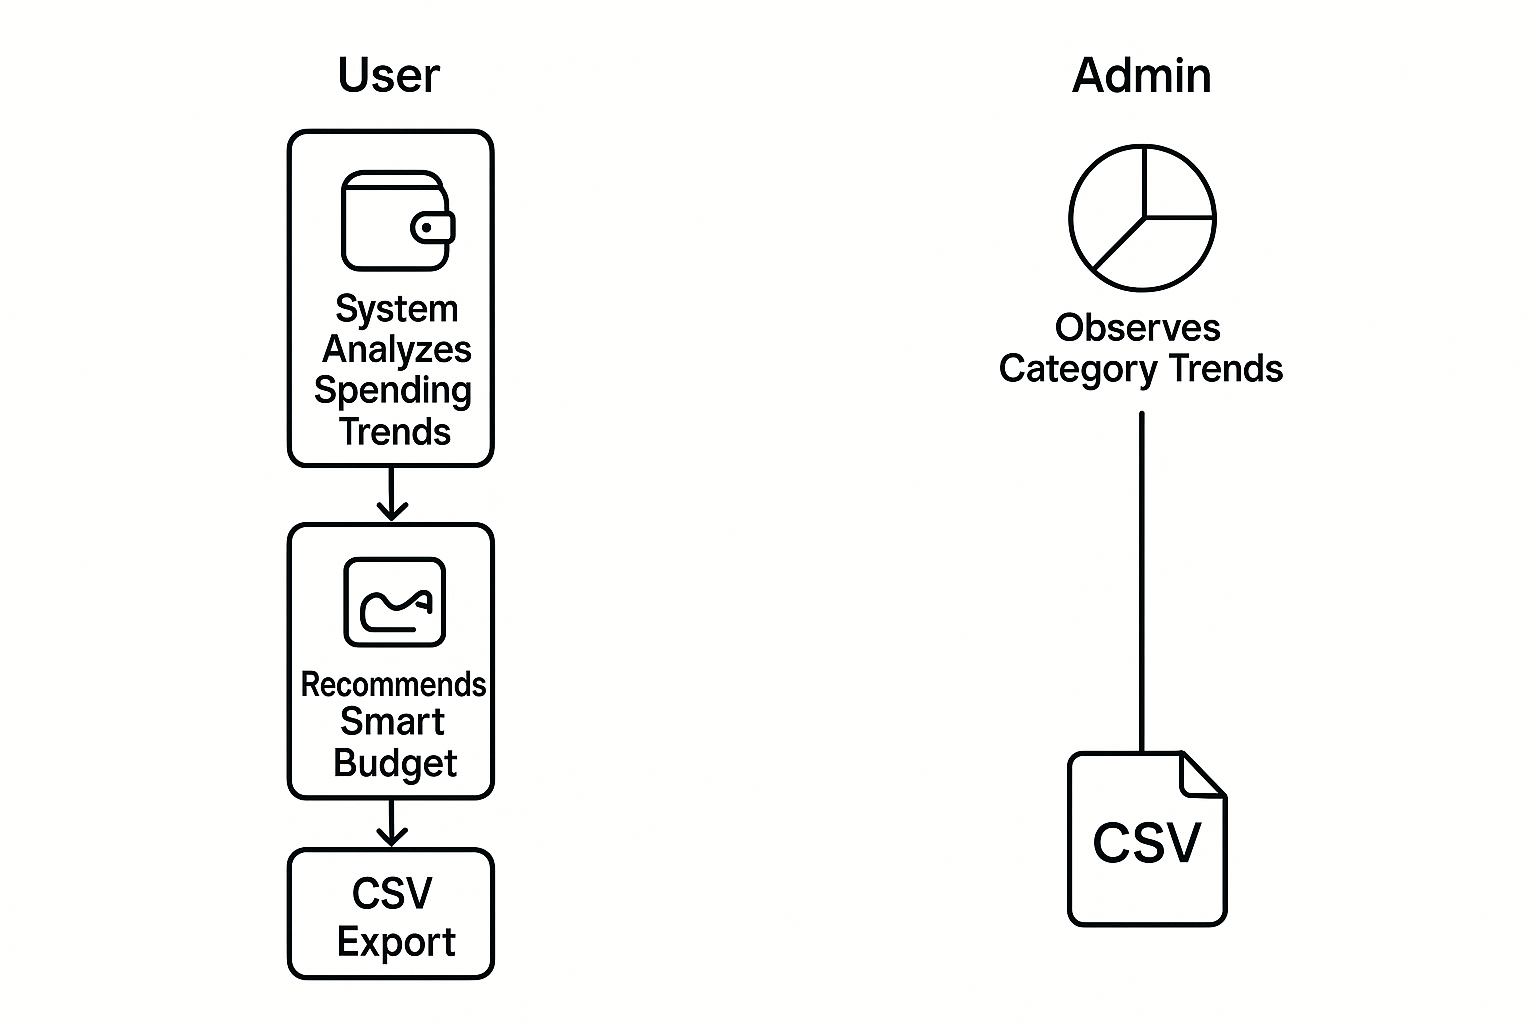 User
System
Analyzes
Spending
Trends
Recommends
Smart
Budget
CSV
Export
Admin
Observes
Category Trends
CSV